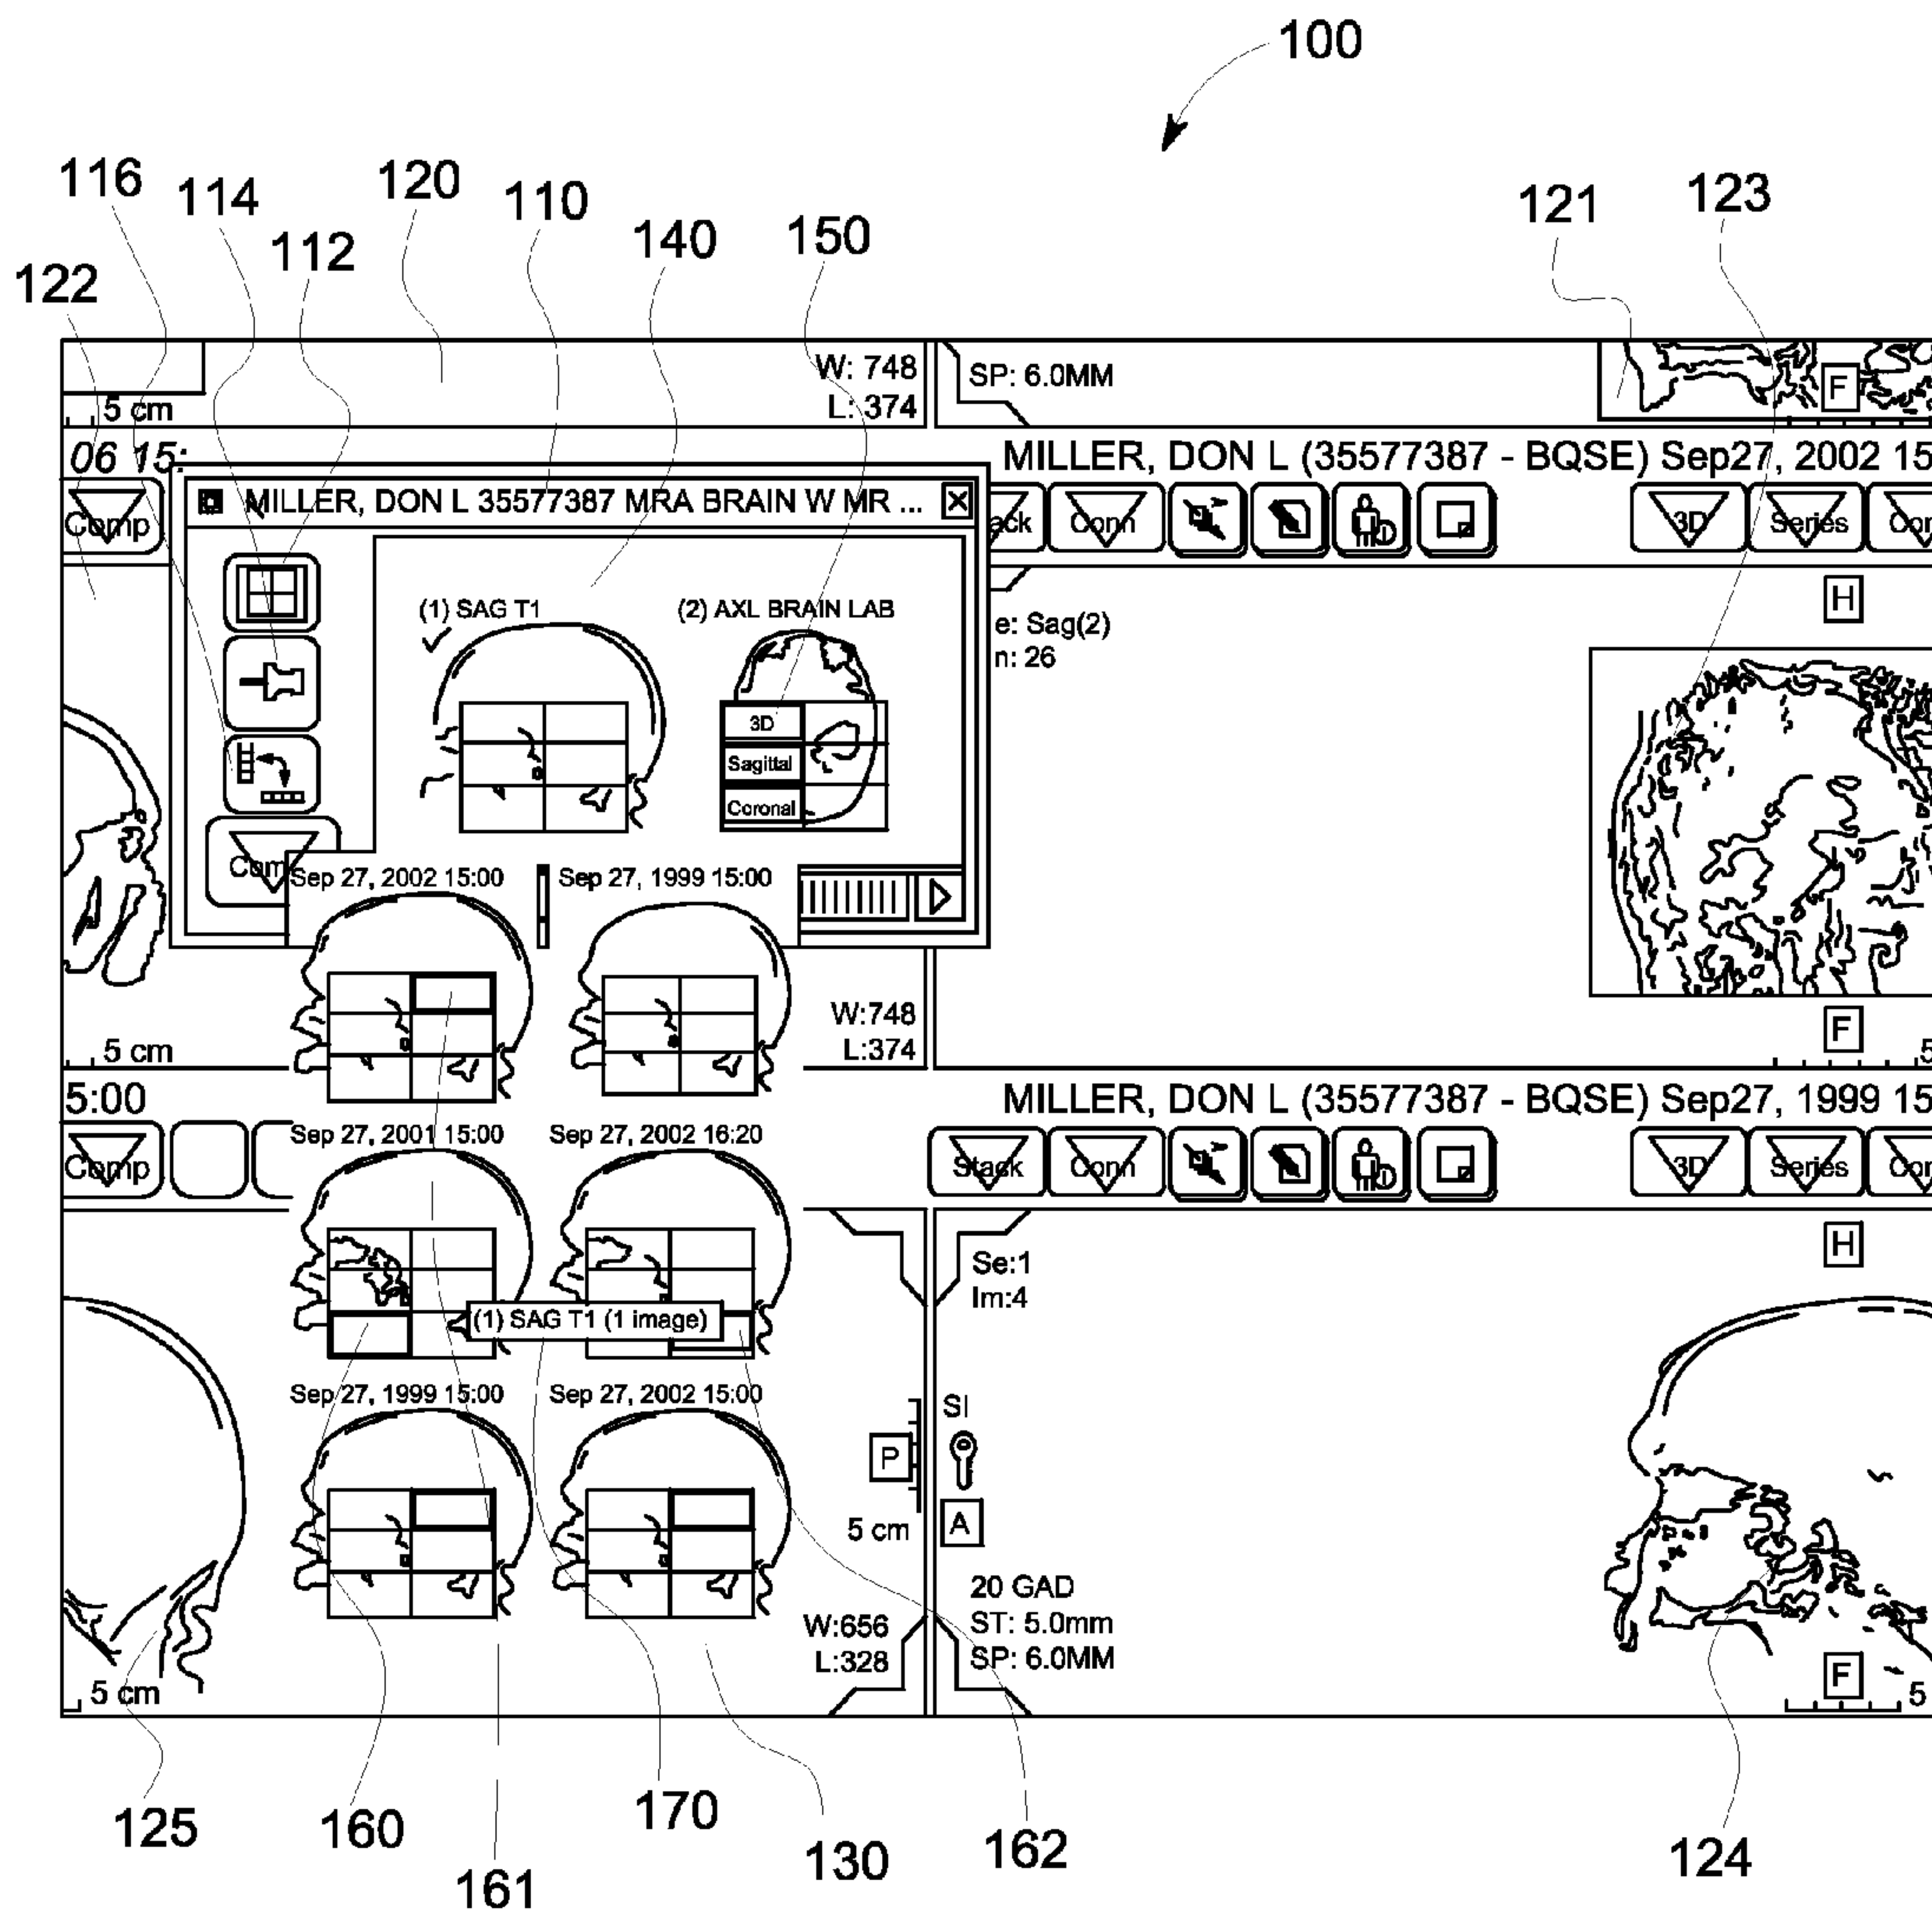 100
116
114
120
110
140
150
121
123
112
122
W: 748
L: 374
5 cm
SP: 6.0MM
F
06 15:
MILLER, DON L (35577387 - BQSE) Sep27, 2002 15
MILLER, DON L 35577387 MRA BRAIN W MR ...
Comp
ack
Conn
3D
Series
Con
H
(1) SAG T1
(2) AXL BRAIN LAB
e: Sag(2)
n: 26
3D
Sagittal
Coronal
Com
Sep 27, 2002 15:00
Sep 27, 1999 15:00
W:748
L:374
F
5 cm
5
5:00
MILLER, DON L (35577387 - BQSE) Sep27, 1999 15
Comp
Sep 27, 2001 15:00
Sep 27, 2002 16:20
Stack
Conn
3D
Series
Con
H
Se:1
Im:4
(1) SAG T1 (1 image)
Sep 27, 1999 15:00
Sep 27, 2002 15:00
SI
P
5 cm
A
20 GAD
W:656
ST: 5.0mm
L:328
SP: 6.0MM
F
5 cm
5
125
160
170
130
162
124
161